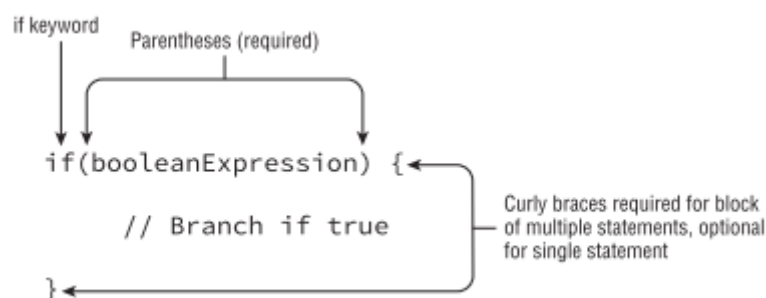 if keyword
Parentheses (required)
if(booleanExpression) {
// Branch if true
Curly braces required for block
of multiple statements, optional
for single statement
}